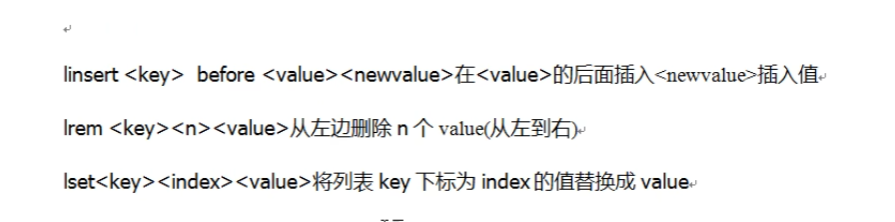 linsert <key>  before <value><newvalue>在<value>的后面插入<newvalue>插入值
lrem <key><n><value>从左边删除 n 个 value(从左到右)
lset<key><index><value>将列表 key 下标为 index 的值替换成 value